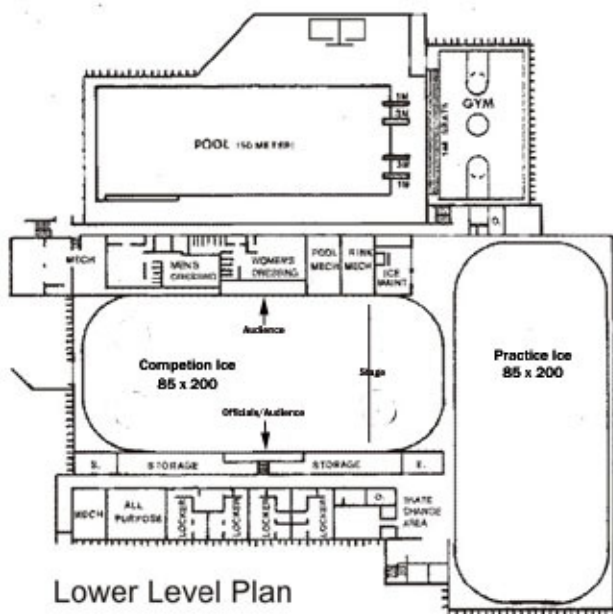 1M
3M
POOL (50 METER)
3M
1M
GYM
MECH
MEN'S
DRESSING
WOMEN'S
DRESSING
POOL
MECH
RINK
MECH
ICE
MAINT
Audience
Competion Ice
85 x 200
Stage
Practice Ice
85 x 200
Officials/Audience
S.
STORAGE
STORAGE
MECH
ALL
PURPOSE
LOCKER
LOCKER
LOCKER
LOCKER
O.
SKATE
CHANGE
AREA
Lower Level Plan